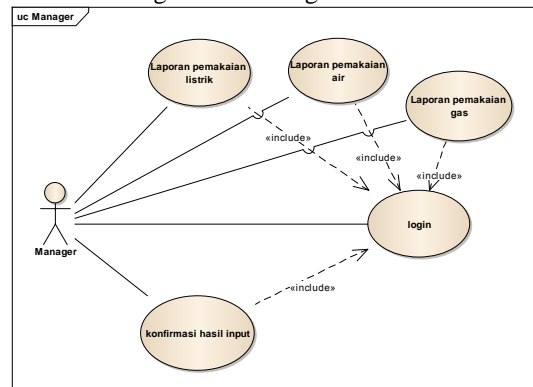 uc Manager
Laporan pemakaian
listrik
Laporan pemakaian
air
Laporan pemakaian
gas
«include»
«include»
«include»
login
Manager
«include»
konfirmasi hasil input